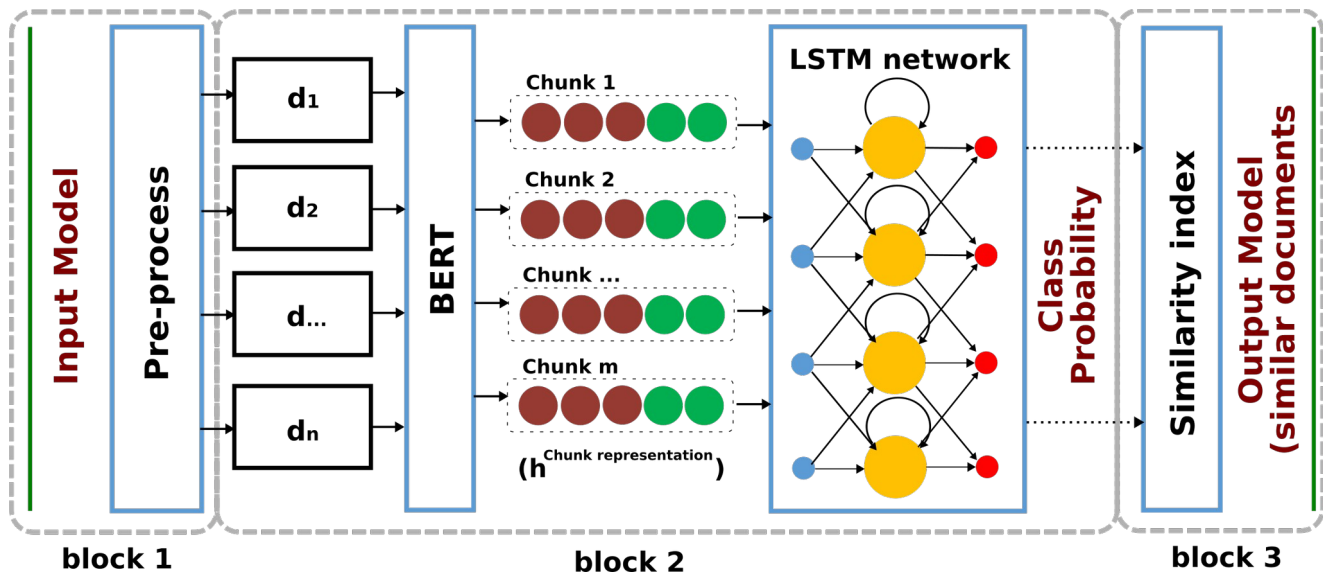 Input Model
Pre-process
d1
d2
d...
dn
BERT
Chunk 1
Chunk 2
Chunk ...
Chunk m
(hChunk representation)
LSTM network
Class
Probability
Similarity index
Output Model
(similar documents
block 1
block 2
block 3